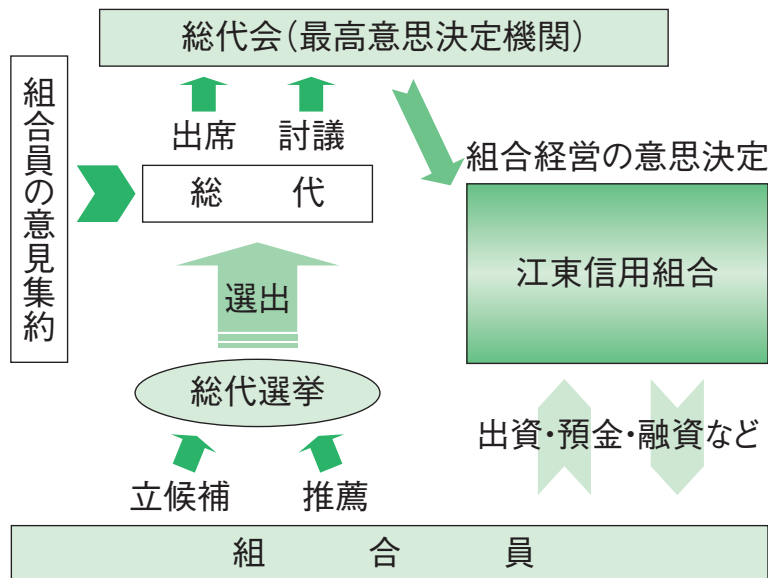 総代会（最高意思決定機関）
組合員の意見集約
出席
討議
総代
組合経営の意思決定
江東信用組合
選出
総代選挙
出資・預金・融資など
立候補
推薦
組合員